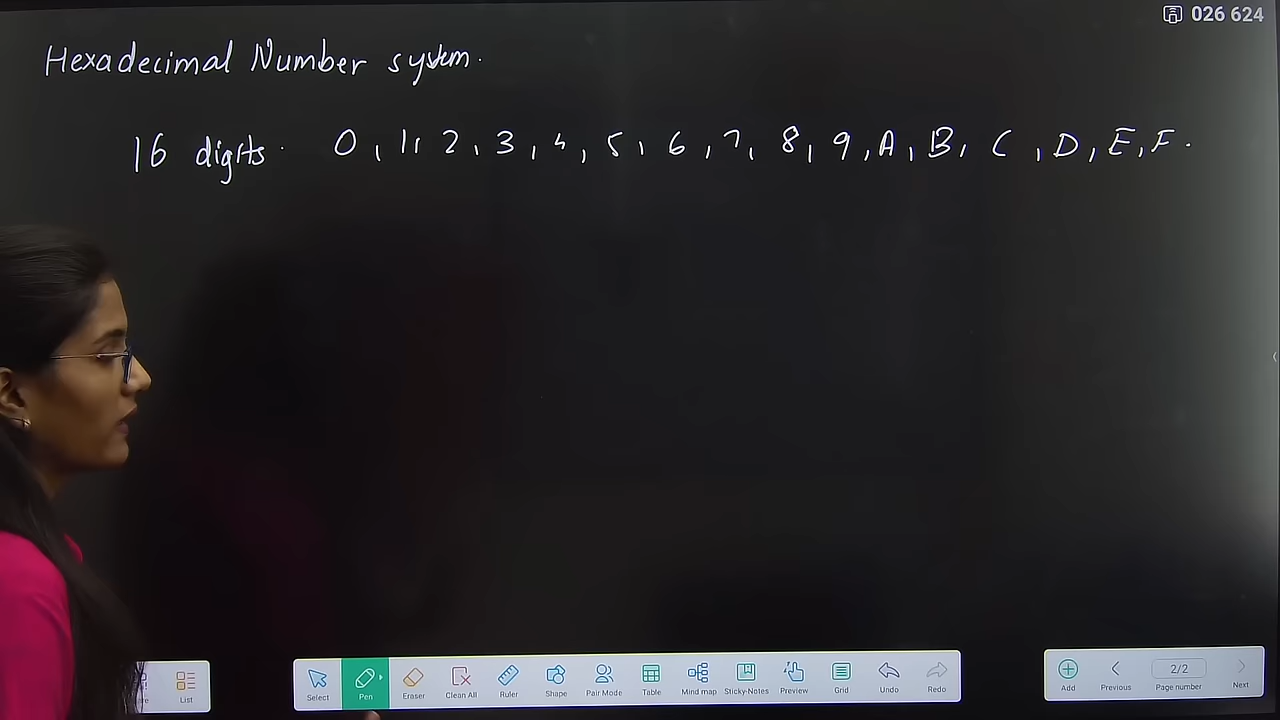 026 624
Hexadecimal Number system.
16 digits. 0, 1, 2, 3, 4, 5, 6, 7, 8, 9, A, B, C, D, E, F.
List
Select Pen Eraser Clean All Ruler Shape Pair Mode Table Mind map Sticky-Notes Preview Grid Undo Redo
Add Previous 2/2 Page number Next